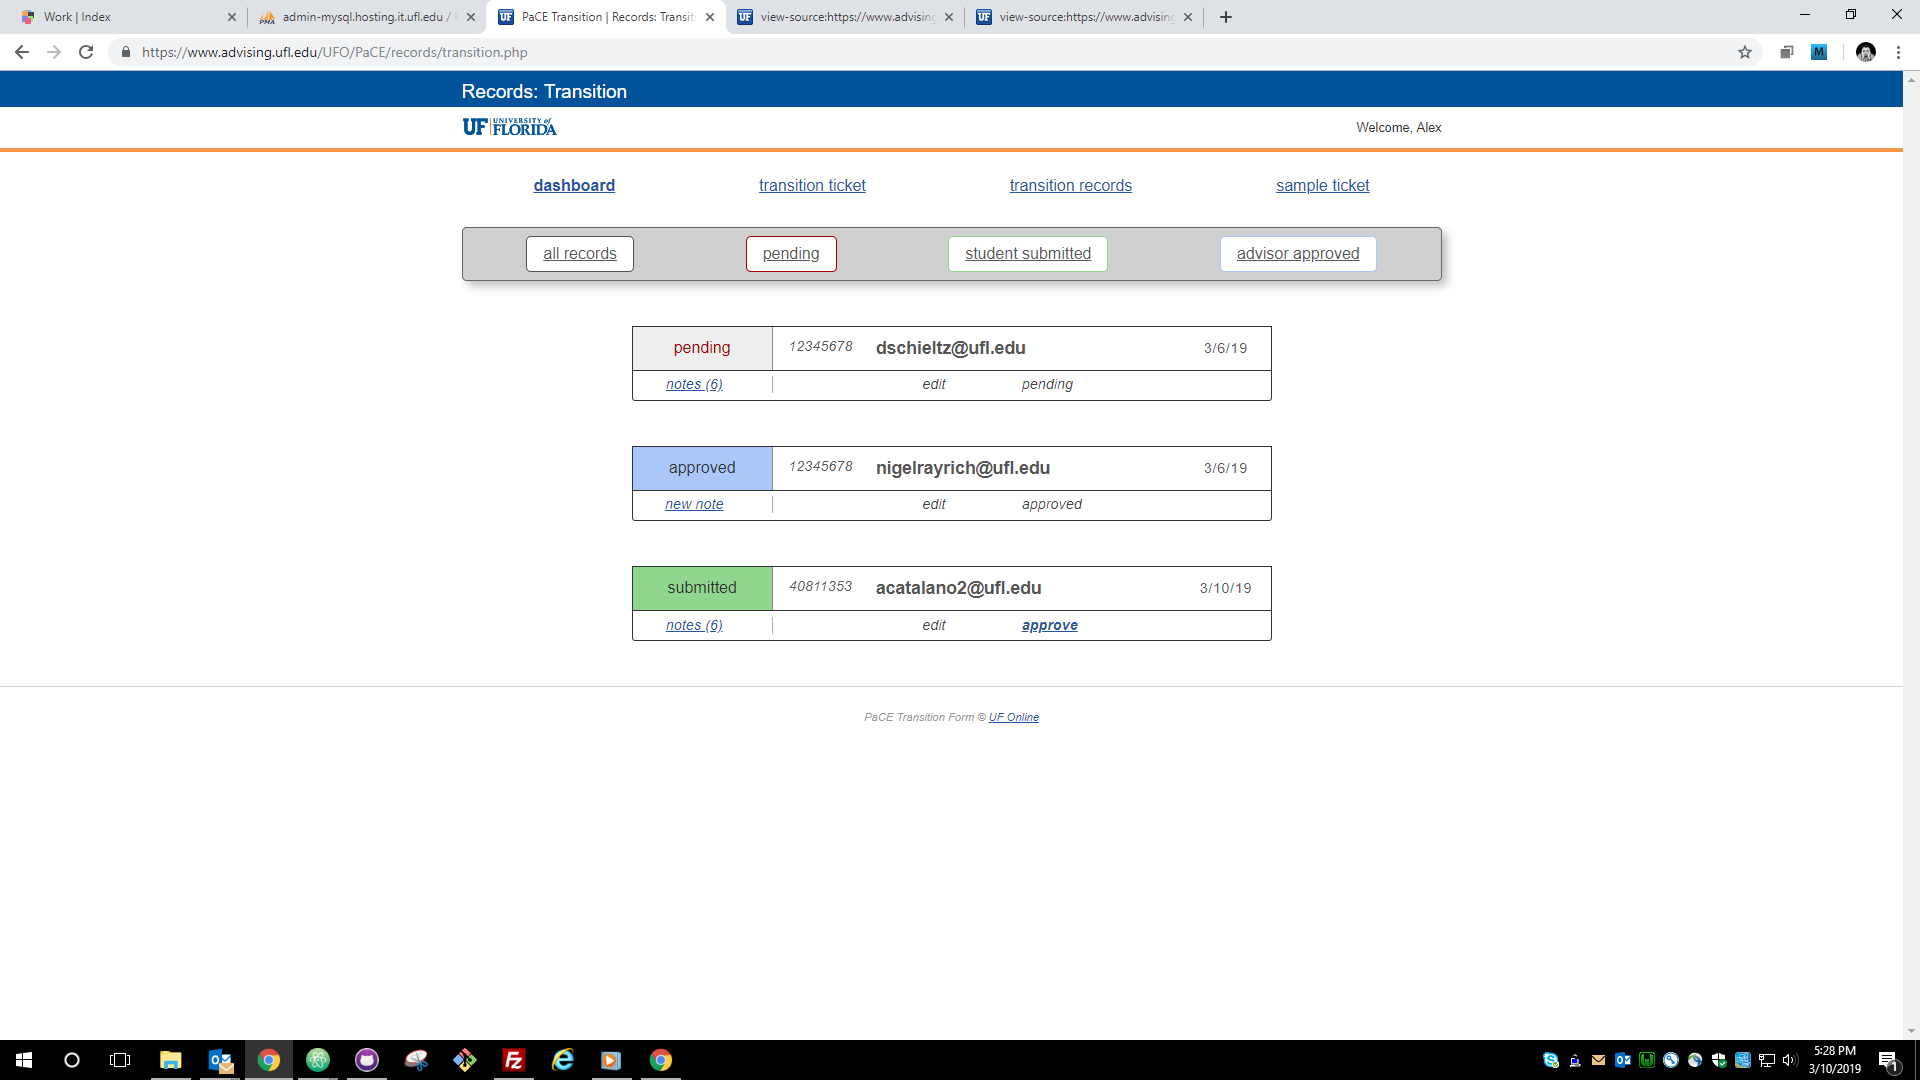 Work | Index
admin-mysql.hosting.it.ufl.edu /
PaCE Transition | Records: Transiti
view-source:https://www.advising
view-source:https://www.advising
https://www.advising.ufl.edu/UFO/PaCE/records/transition.php
Records: Transition
UF UNIVERSITY of FLORIDA
Welcome, Alex
dashboard transition ticket transition records sample ticket
all records pending student submitted advisor approved
pending 12345678 dschieltz@ufl.edu 3/6/19
notes (6) edit pending
approved 12345678 nigelrayrich@ufl.edu 3/6/19
new note edit approved
submitted 40811353 acatalano2@ufl.edu 3/10/19
notes (6) edit approve
PaCE Transition Form © UF Online
5:28 PM
3/10/2019
1